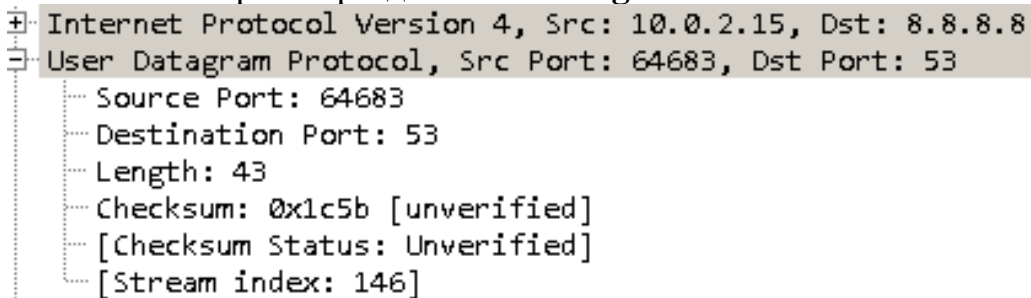 Internet Protocol Version 4, Src: 10.0.2.15, Dst: 8.8.8.8
User Datagram Protocol, Src Port: 64683, Dst Port: 53
Source Port: 64683
Destination Port: 53
Length: 43
Checksum: 0x1c5b [unverified]
[Checksum Status: Unverified]
[Stream index: 146]